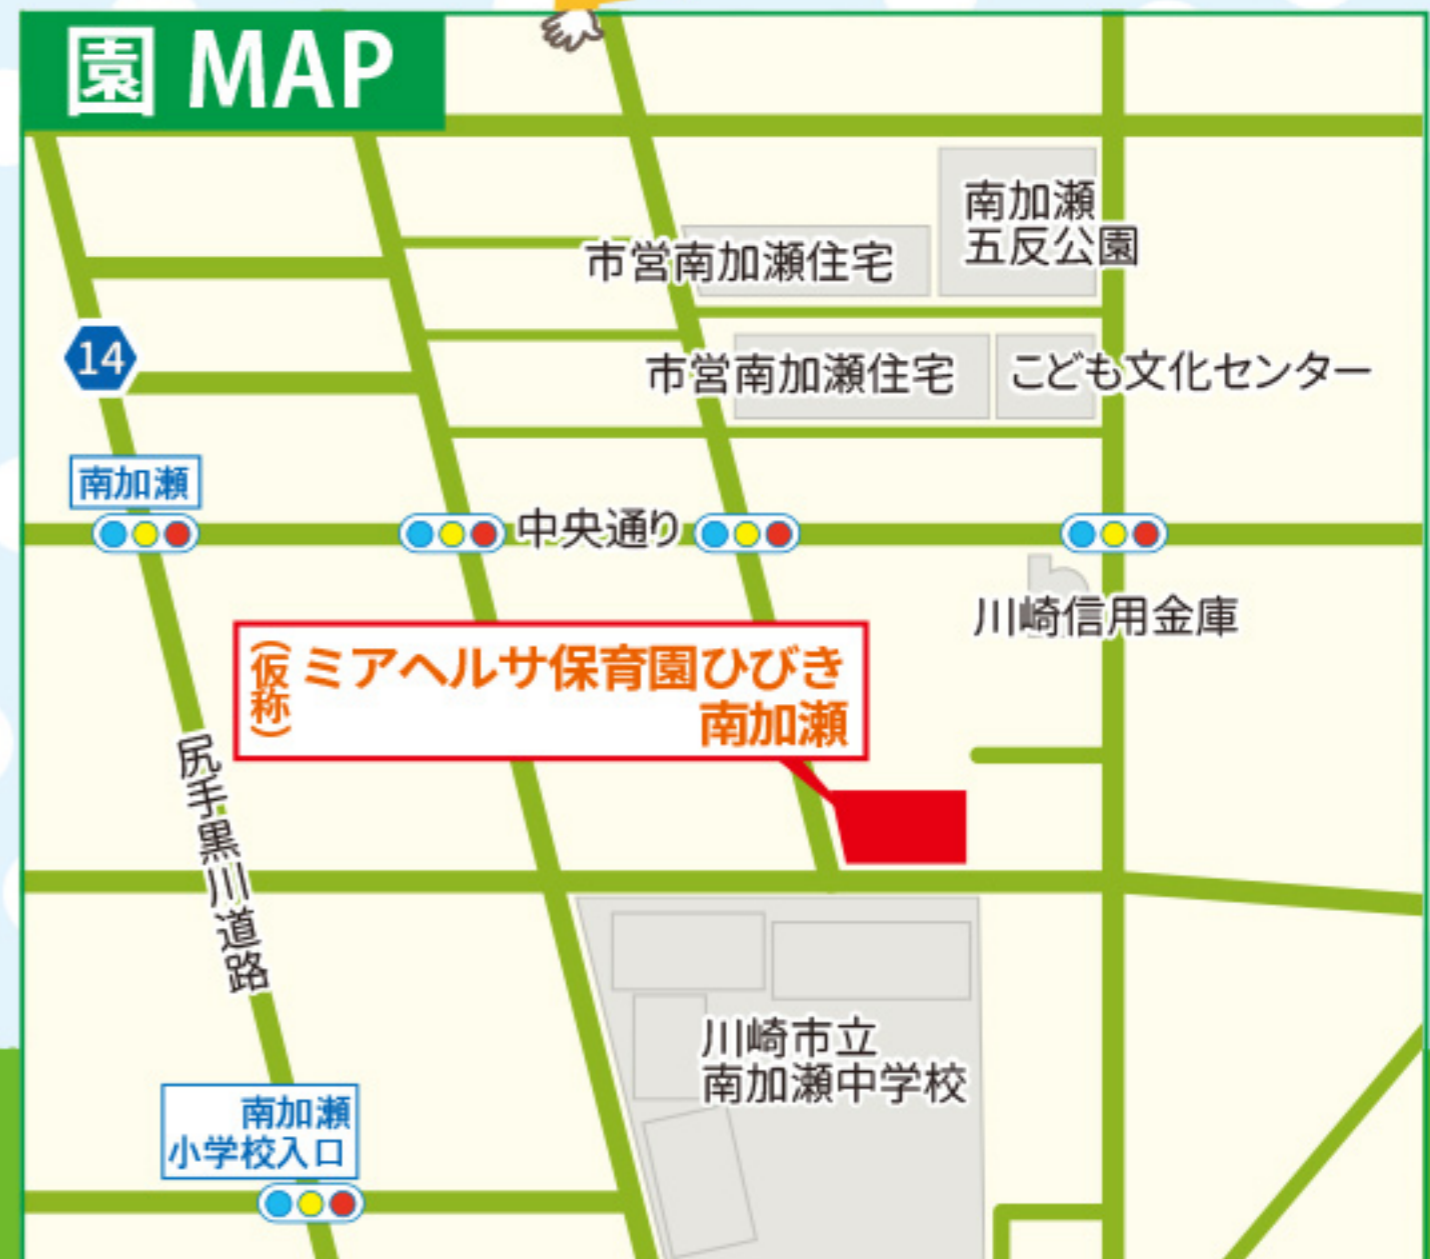 園 MAP
南加瀬
五反公園
市営南加瀬住宅
14
市営南加瀬住宅
こども文化センター
南加瀬
中央通り
川崎信用金庫
(仮称)
ミアヘルサ保育園ひびき
南加瀬
尻手黒川道路
川崎市立
南加瀬中学校
南加瀬
小学校入口